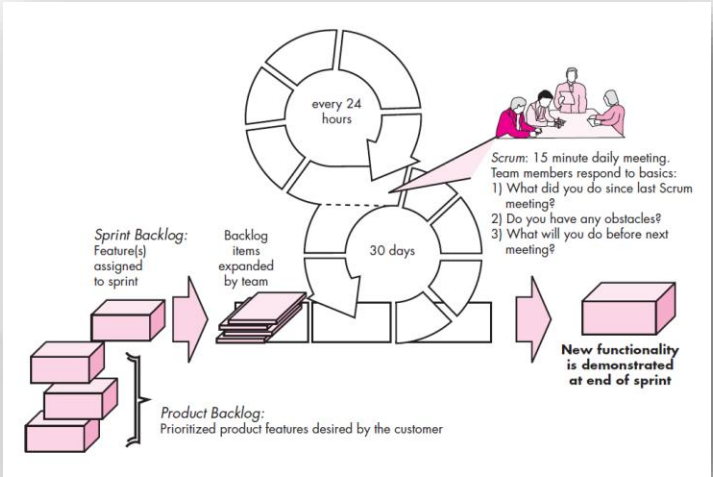 every 24
hours
Scrum: 15 minute daily meeting.
Team members respond to basics:
1) What did you do since last Scrum
meeting?
2) Do you have any obstacles?
3) What will you do before next
meeting?
Sprint Backlog:
Feature(s)
assigned
to sprint
Backlog
items
expanded
by team
30 days
New functionality
is demonstrated
at end of sprint
Product Backlog:
Prioritized product features desired by the customer